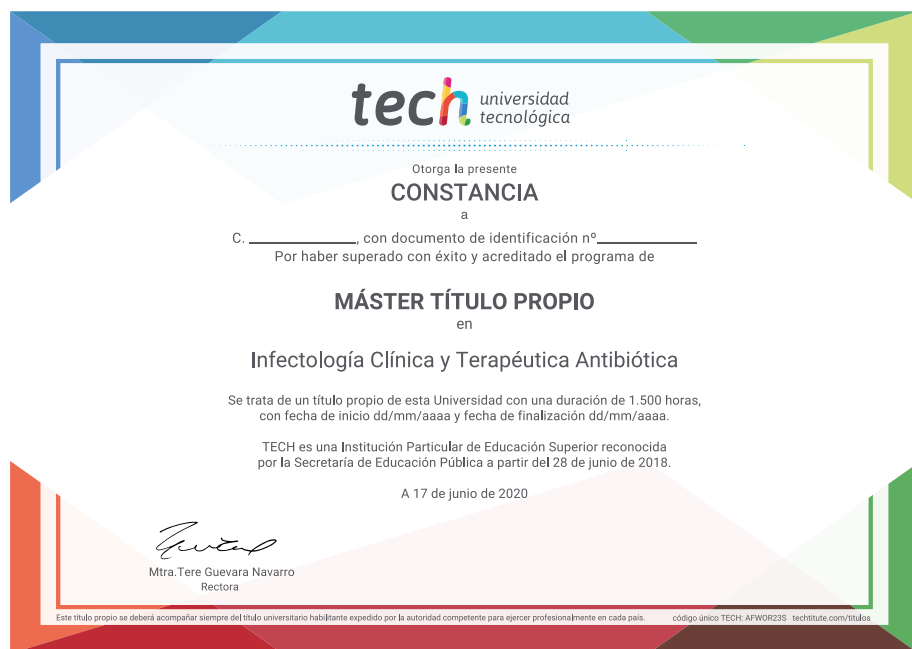 tech universidad
tecnológica
Otorga la presente
CONSTANCIA
a
C. ____________, con documento de identificación nº____________
Por haber superado con éxito y acreditado el programa de
MÁSTER TÍTULO PROPIO
en
Infectología Clínica y Terapéutica Antibiótica
Se trata de un título propio de esta Universidad con una duración de 1.500 horas,
con fecha de inicio dd/mm/aaaa y fecha de finalización dd/mm/aaaa.
TECH es una Institución Particular de Educación Superior reconocida
por la Secretaría de Educación Pública a partir del 28 de junio de 2018.
A 17 de junio de 2020
Mtra.Tere Guevara Navarro
Rectora
Este título propio se deberá acompañar siempre del título universitario habilitante expedido por la autoridad competente para ejercer profesionalmente en cada país. código único TECH: AFWOR23S techtitute.com/titulos